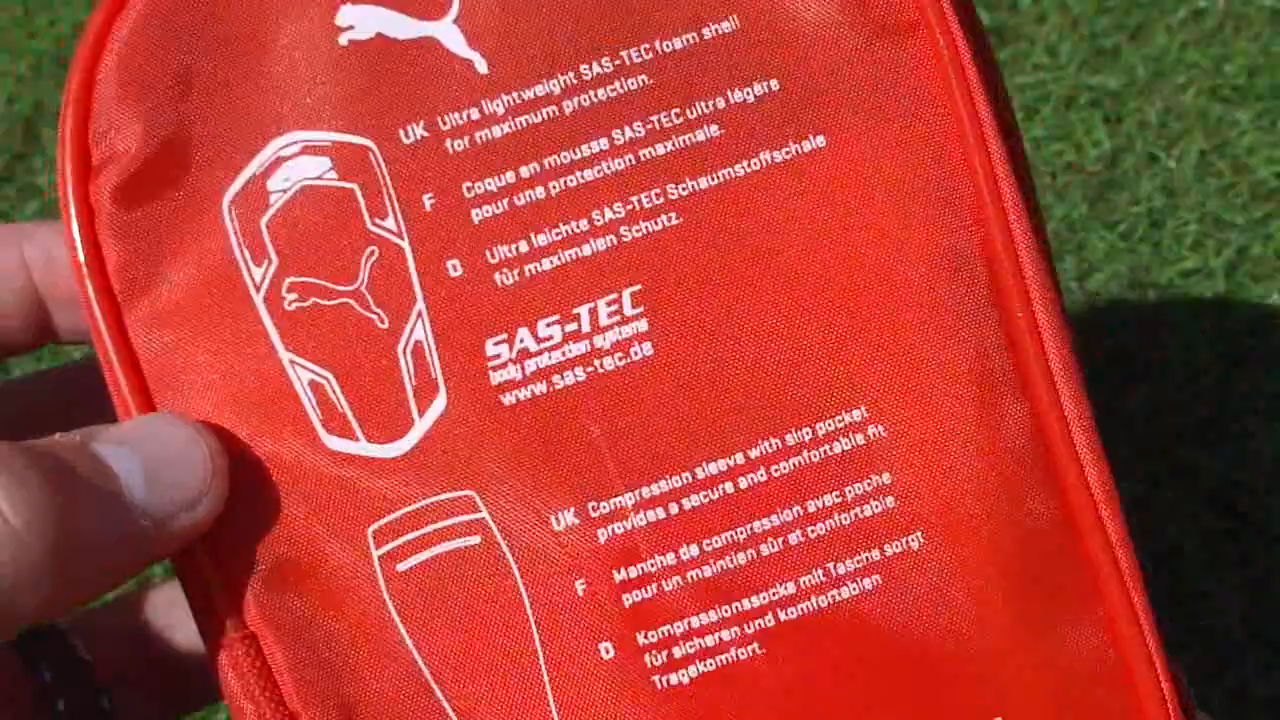 UK Ultra lightweight SAS-TEC foam shell
for maximum protection.
F Coque en mousse SAS-TEC ultra légère
pour une protection maximale.
D Ultra leichte SAS-TEC Schaumstoffschale
für maximalen Schutz.
SAS-TEC
body protection systems
www.sas-tec.de
UK Compression sleeve with slip pocket
provides a secure and comfortable fit
F Manche de compression avec poche
pour un maintien sûr et confortable
D Kompressionssocke mit Tasche sorgt
für sicheren und komfortablen
Tragekomfort.